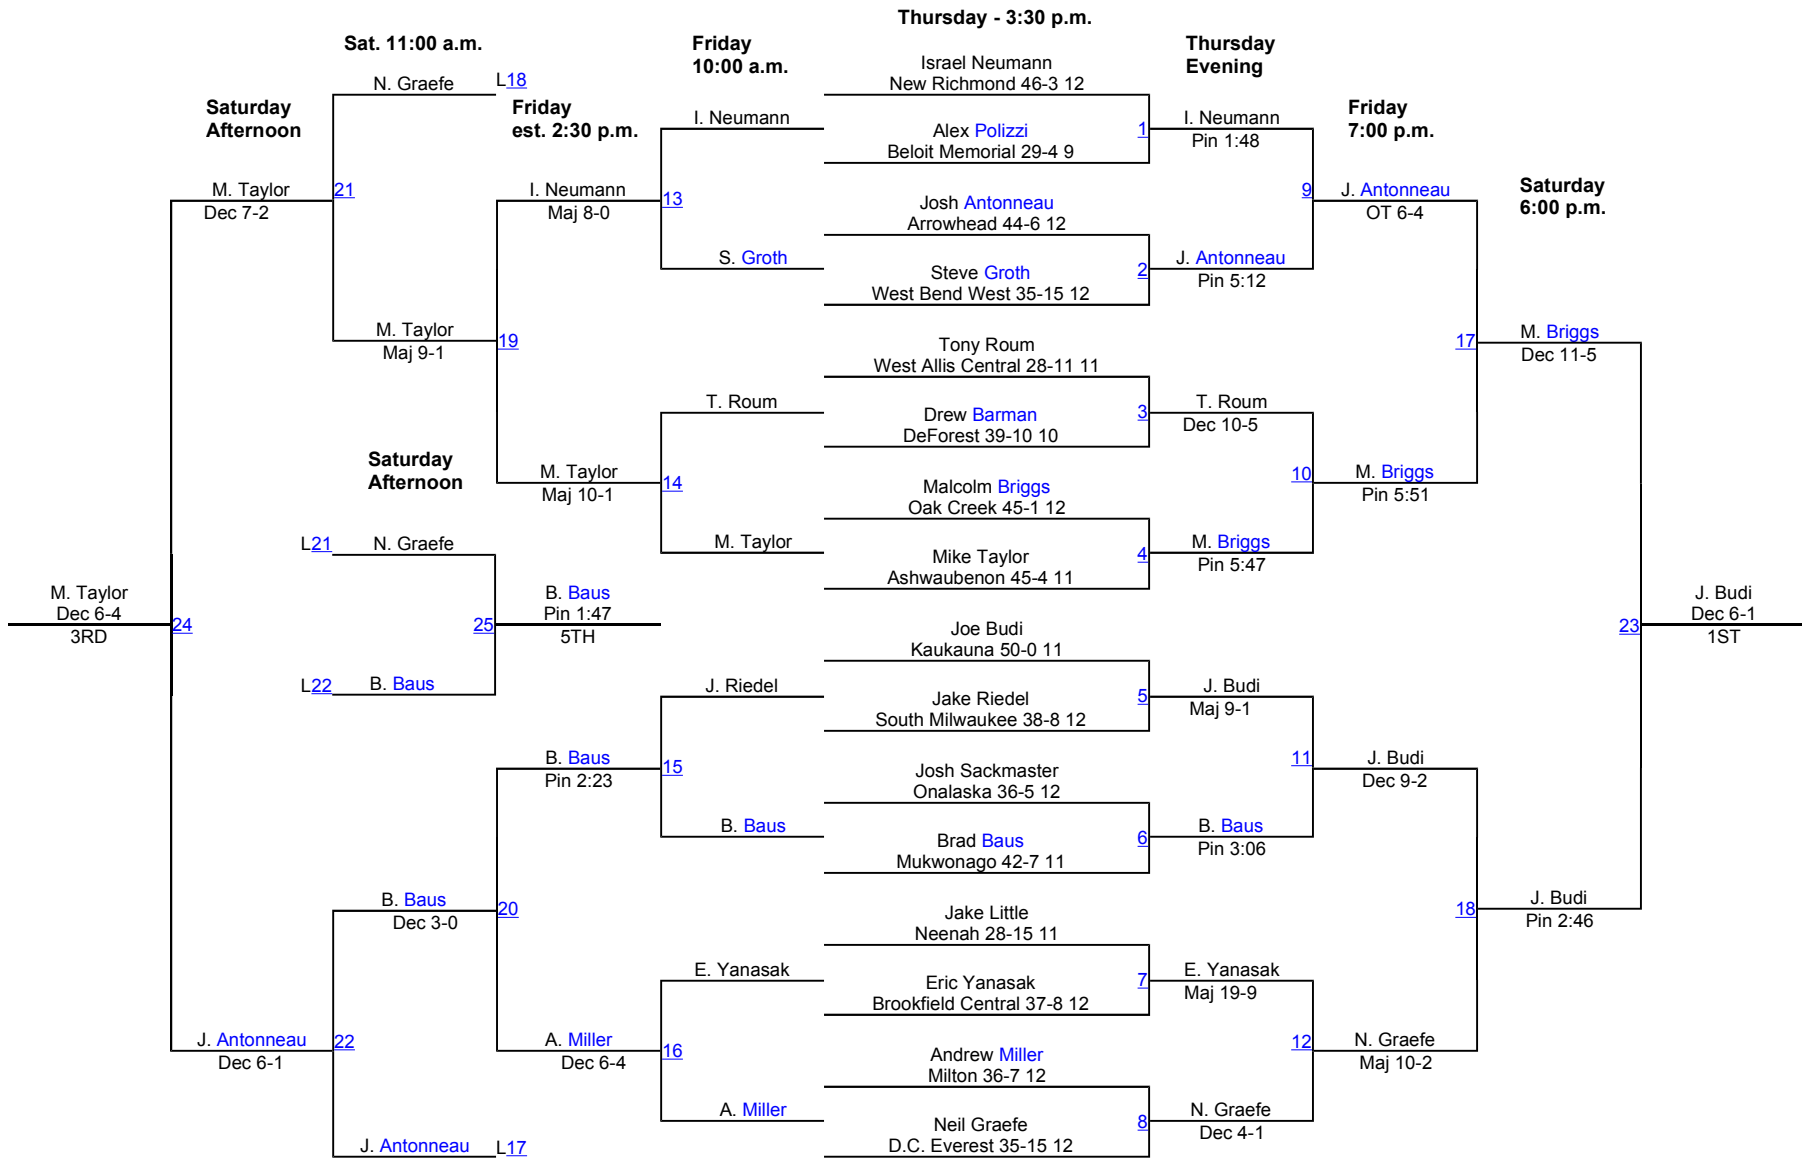 Thursday - 3:30 p.m.
Sat. 11:00 a.m.
Friday
10:00 a.m.
Thursday
Evening
Israel Neumann
New Richmond 46-3 12
N. Graefe
L18
Saturday
Afternoon
Friday
est. 2:30 p.m.
Friday
7:00 p.m.
I. Neumann
Alex Polizzi
Beloit Memorial 29-4 9
1
I. Neumann
Pin 1:48
M. Taylor
Dec 7-2
21
I. Neumann
Maj 8-0
13
Josh Antonneau
Arrowhead 44-6 12
9
J. Antonneau
OT 6-4
Saturday
6:00 p.m.
S. Groth
Steve Groth
West Bend West 35-15 12
2
J. Antonneau
Pin 5:12
M. Taylor
Maj 9-1
19
Tony Roum
West Allis Central 28-11 11
17
M. Briggs
Dec 11-5
T. Roum
Drew Barman
DeForest 39-10 10
3
T. Roum
Dec 10-5
Saturday
Afternoon
M. Taylor
Maj 10-1
14
Malcolm Briggs
Oak Creek 45-1 12
10
M. Briggs
Pin 5:51
L21
N. Graefe
M. Taylor
Mike Taylor
Ashwaubenon 45-4 11
4
M. Briggs
Pin 5:47
M. Taylor
Dec 6-4
3RD
24
25
B. Baus
Pin 1:47
5TH
Joe Budi
Kaukauna 50-0 11
23
J. Budi
Dec 6-1
1ST
L22
B. Baus
J. Riedel
Jake Riedel
South Milwaukee 38-8 12
5
J. Budi
Maj 9-1
B. Baus
Pin 2:23
15
Josh Sackmaster
Onalaska 36-5 12
11
J. Budi
Dec 9-2
B. Baus
Brad Baus
Mukwonago 42-7 11
6
B. Baus
Pin 3:06
B. Baus
Dec 3-0
20
Jake Little
Neenah 28-15 11
18
J. Budi
Pin 2:46
E. Yanasak
Eric Yanasak
Brookfield Central 37-8 12
7
E. Yanasak
Maj 19-9
J. Antonneau
Dec 6-1
22
A. Miller
Dec 6-4
16
Andrew Miller
Milton 36-7 12
12
N. Graefe
Maj 10-2
A. Miller
Neil Graefe
D.C. Everest 35-15 12
8
N. Graefe
Dec 4-1
J. Antonneau
L17